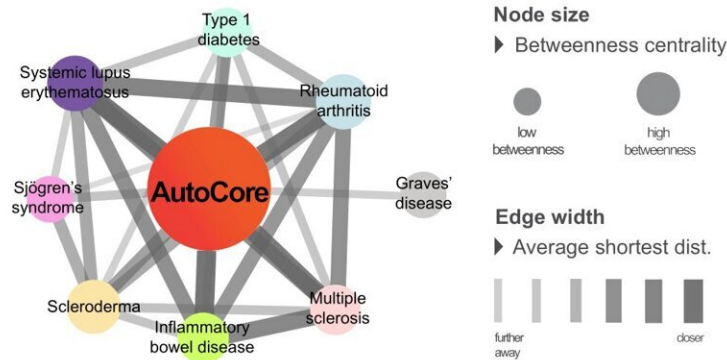 Type 1
diabetes
Systemic lupus
erythematosus
Rheumatoid
arthritis
Sjögren's
syndrome
AutoCore
Graves'
disease
Scleroderma
Multiple
sclerosis
Inflammatory
bowel disease
Node size
Betweenness centrality
low
betweenness
high
betweenness
Edge width
Average shortest dist.
further
away
closer